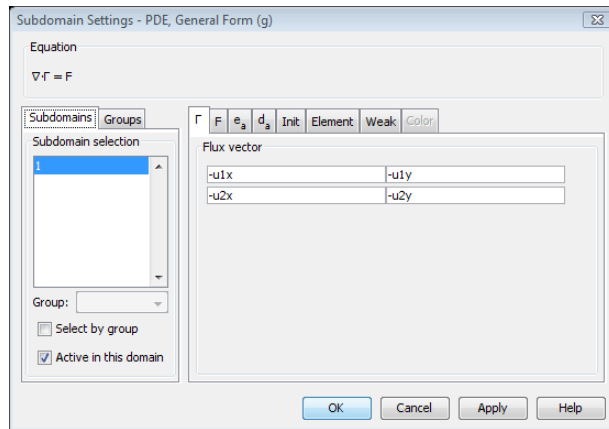 Subdomain Settings - PDE, General Form (g)
Equation
∇·Γ = F
Subdomains Groups
Subdomain selection
1
Group:
Select by group
Active in this domain
Γ F ea da Init Element Weak Color
Flux vector
-u1x -u1y
-u2x -u2y
OK Cancel Apply Help